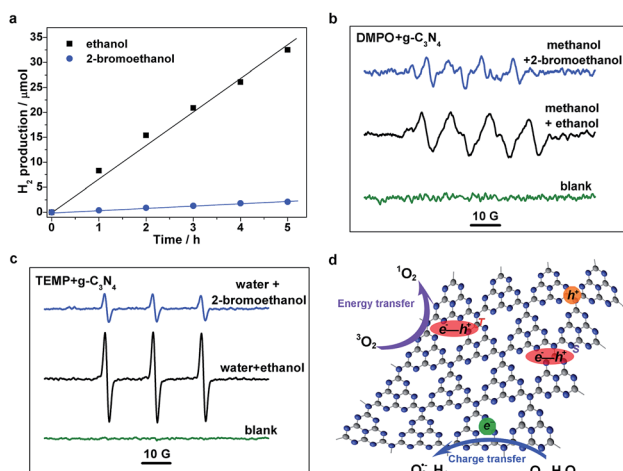 a
H₂ production / μmol
35
30
25
20
15
10
5
0
ethanol
2-bromoethanol
0 1 2 3 4 5
Time / h
b
DMPO+g-C₃N₄
methanol
+2-bromoethanol
methanol
+ ethanol
blank
10 G
c
TEMP+g-C₃N₄
water +
2-bromoethanol
water+ethanol
blank
10 G
d
¹O₂
Energy transfer
³O₂
e⁻—h⁺
T
h⁺
e⁻—h⁺
S
e⁻
Charge transfer